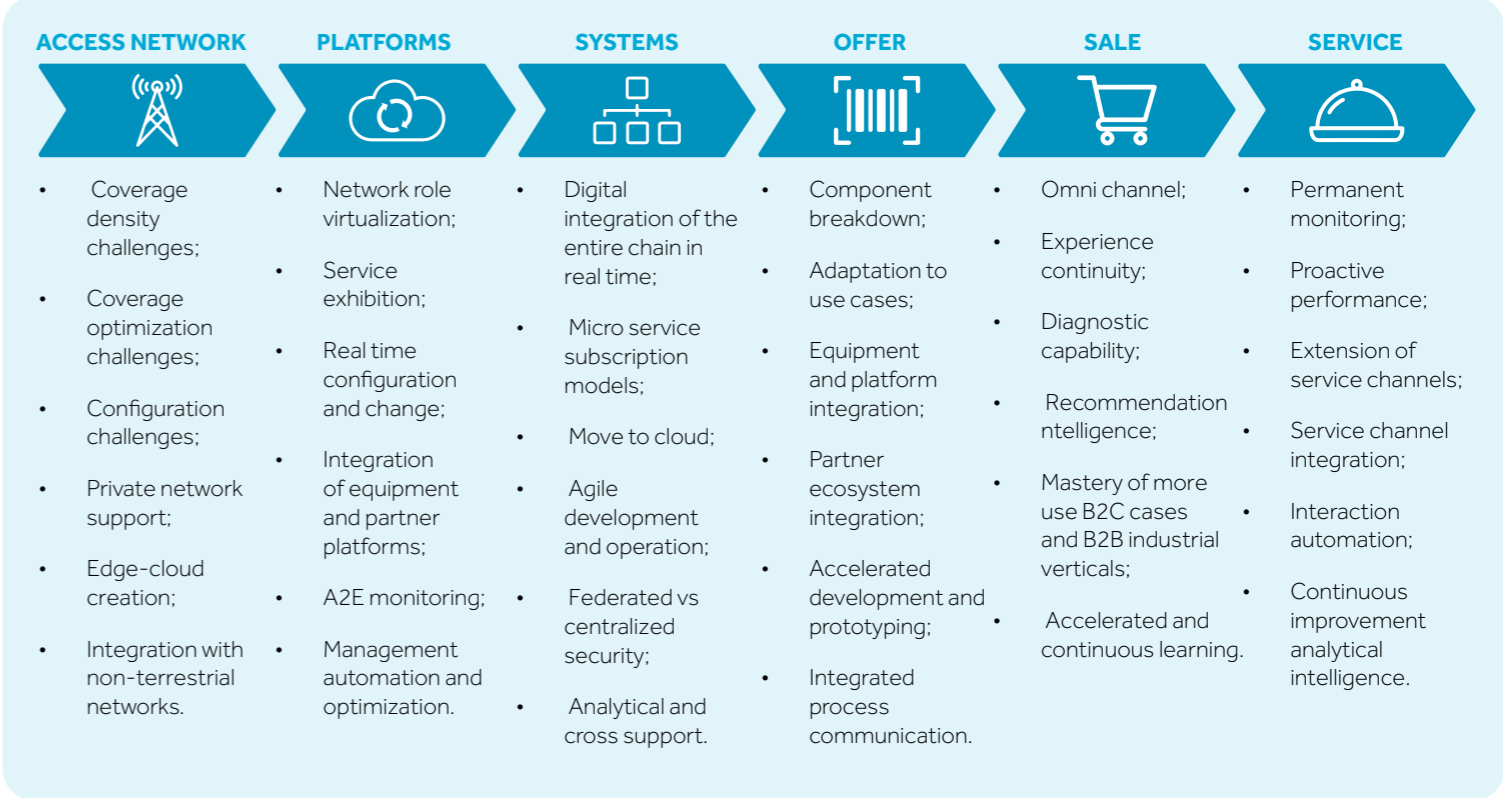 ACCESS NETWORK
• Coverage
density
challenges;
• Coverage
optimization
challenges;
• Configuration
challenges;
• Private network
support;
• Edge-cloud
creation;
• Integration with
non-terrestrial
networks.
PLATFORMS
• Network role
virtualization;
• Service
exhibition;
• Real time
configuration
and change;
• Integration
of equipment
and partner
platforms;
• A2E monitoring;
• Management
automation and
optimization.
SYSTEMS
• Digital
integration of the
entire chain in
real time;
• Micro service
subscription
models;
• Move to cloud;
• Agile
development
and operation;
• Federated vs
centralized
security;
• Analytical and
cross support.
OFFER
• Component
breakdown;
• Adaptation to
use cases;
• Equipment
and platform
integration;
• Partner
ecosystem
integration;
• Accelerated
development and
prototyping;
• Integrated
process
communication.
SALE
• Omni channel;
• Experience
continuity;
• Diagnostic
capability;
• Recommendation
ntelligence;
• Mastery of more
use B2C cases
and B2B industrial
verticals;
• Accelerated and
continuous learning.
SERVICE
• Permanent
monitoring;
• Proactive
performance;
• Extension of
service channels;
• Service channel
integration;
• Interaction
automation;
• Continuous
improvement
analytical
intelligence.